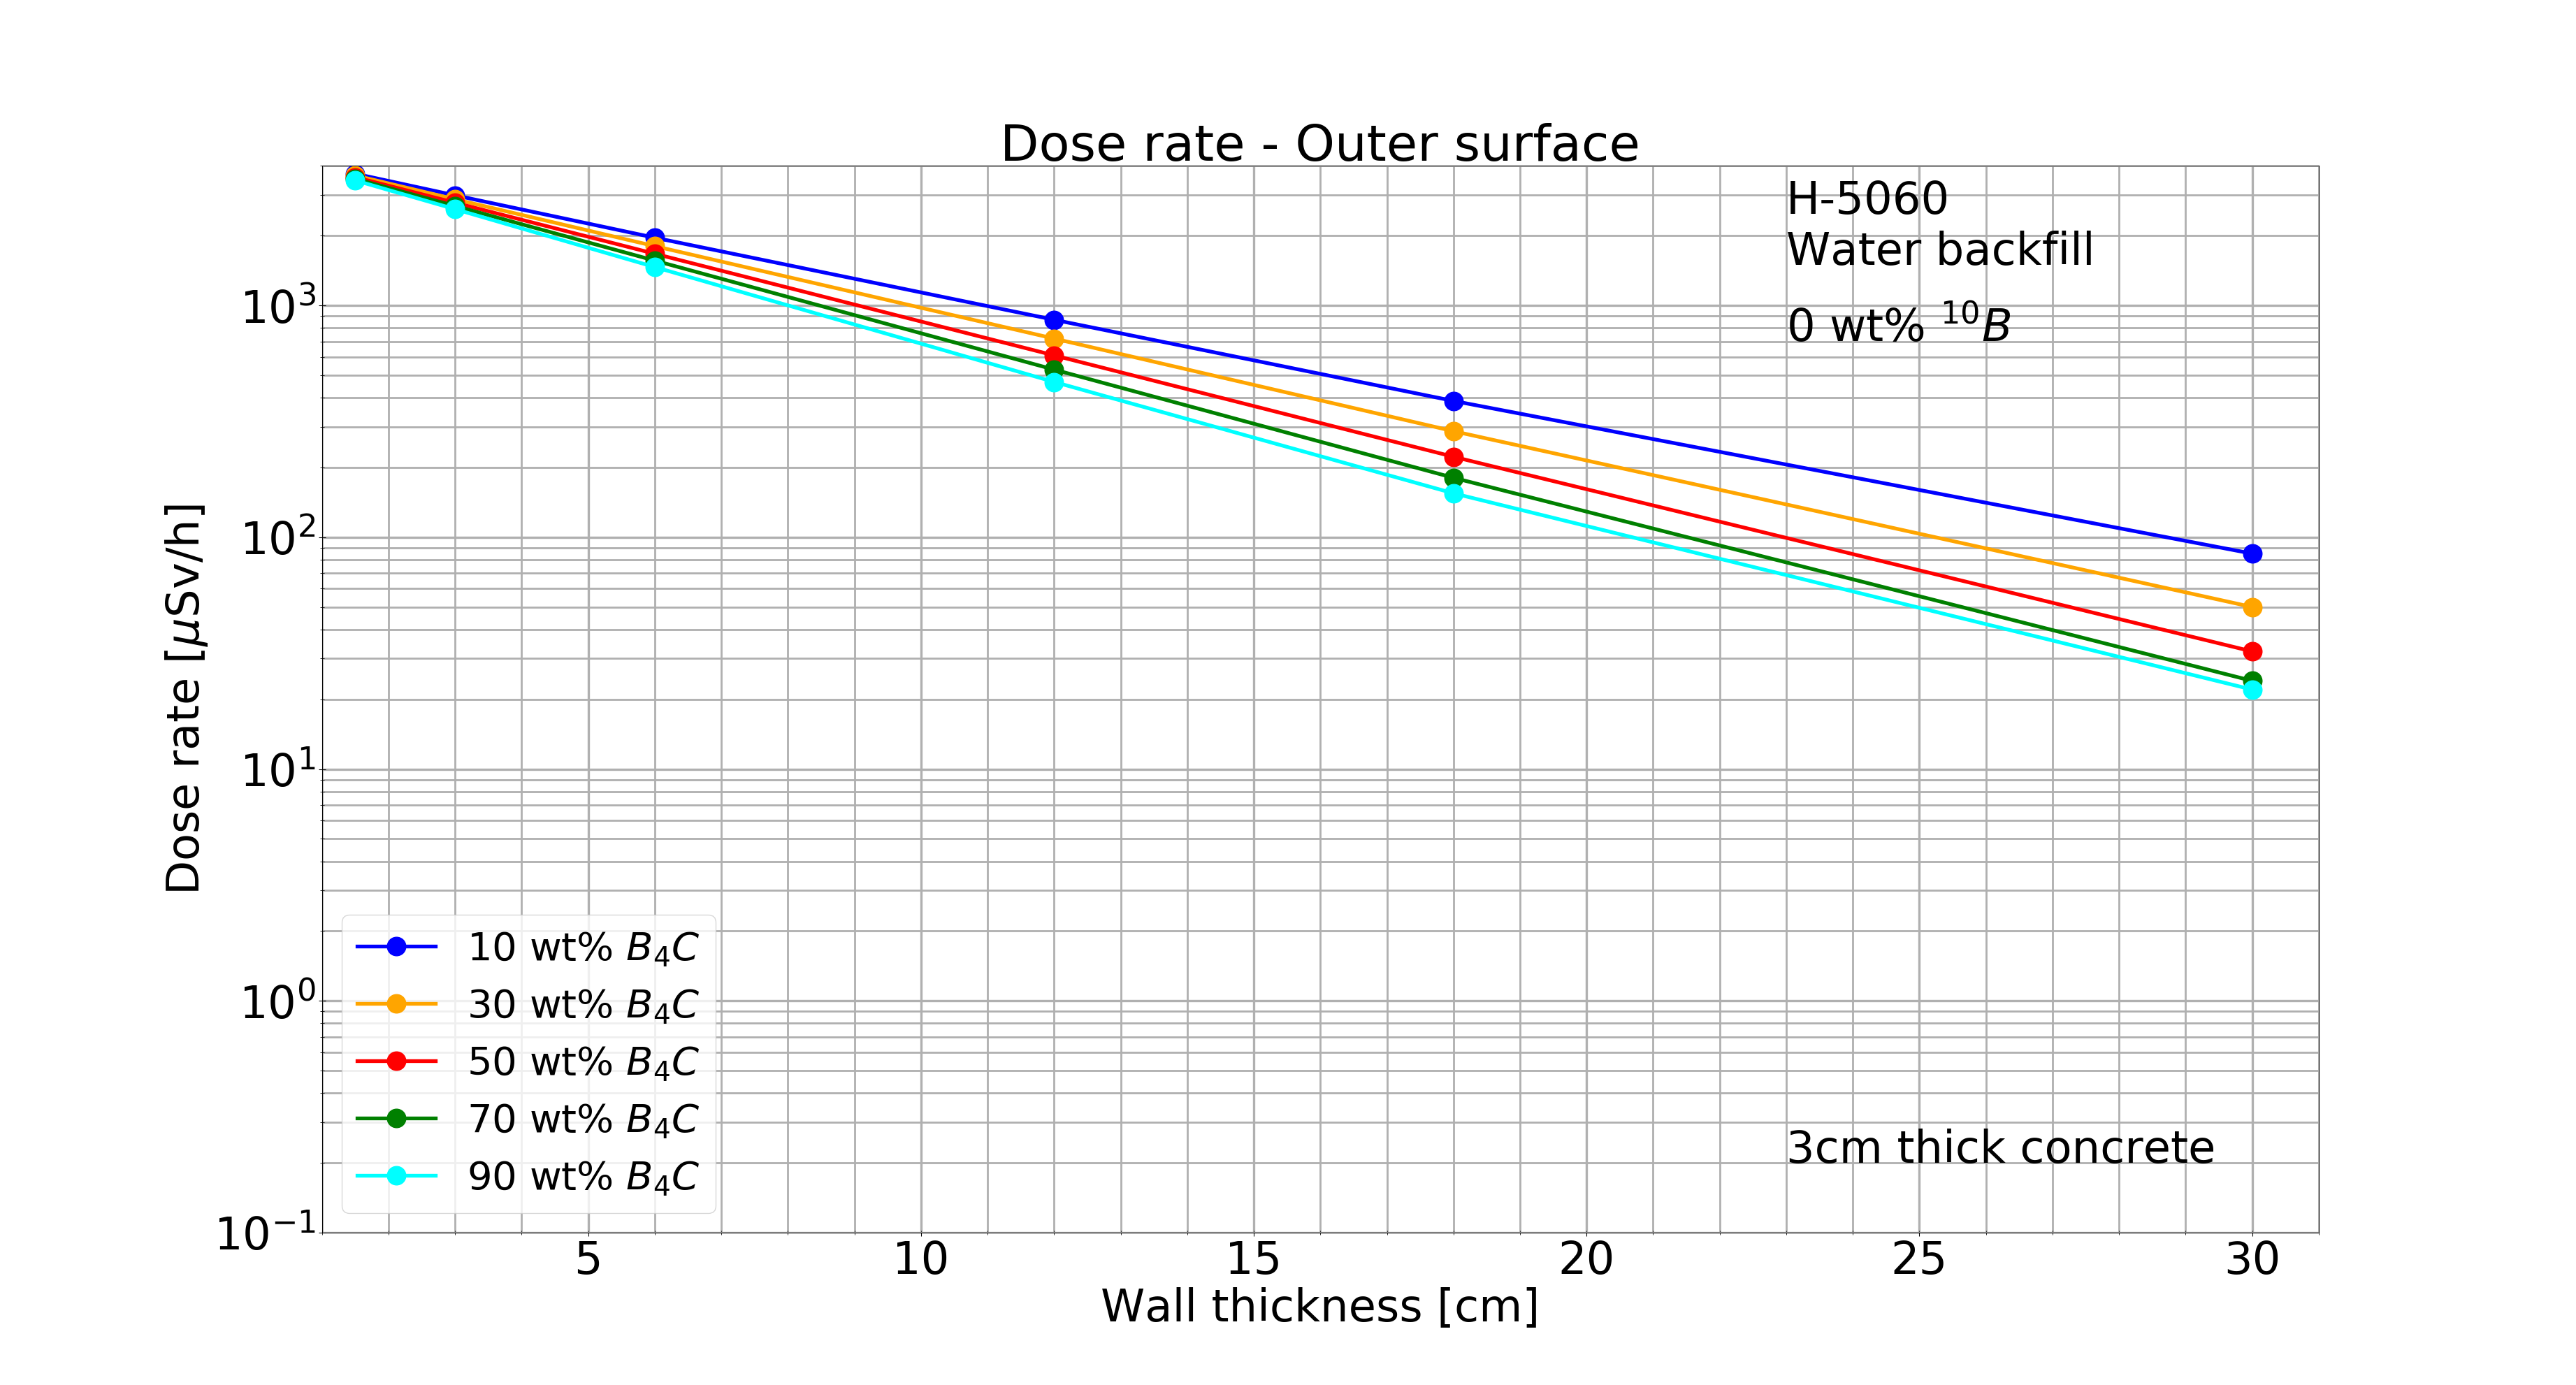 Dose rate - Outer surface
H-5060
Water backfill
0 wt% ¹⁰B
10³
10²
10¹
10⁰
10⁻¹
Dose rate [μSv/h]
10 wt% B₄C
30 wt% B₄C
50 wt% B₄C
70 wt% B₄C
90 wt% B₄C
3cm thick concrete
5 10 15 20 25 30
Wall thickness [cm]